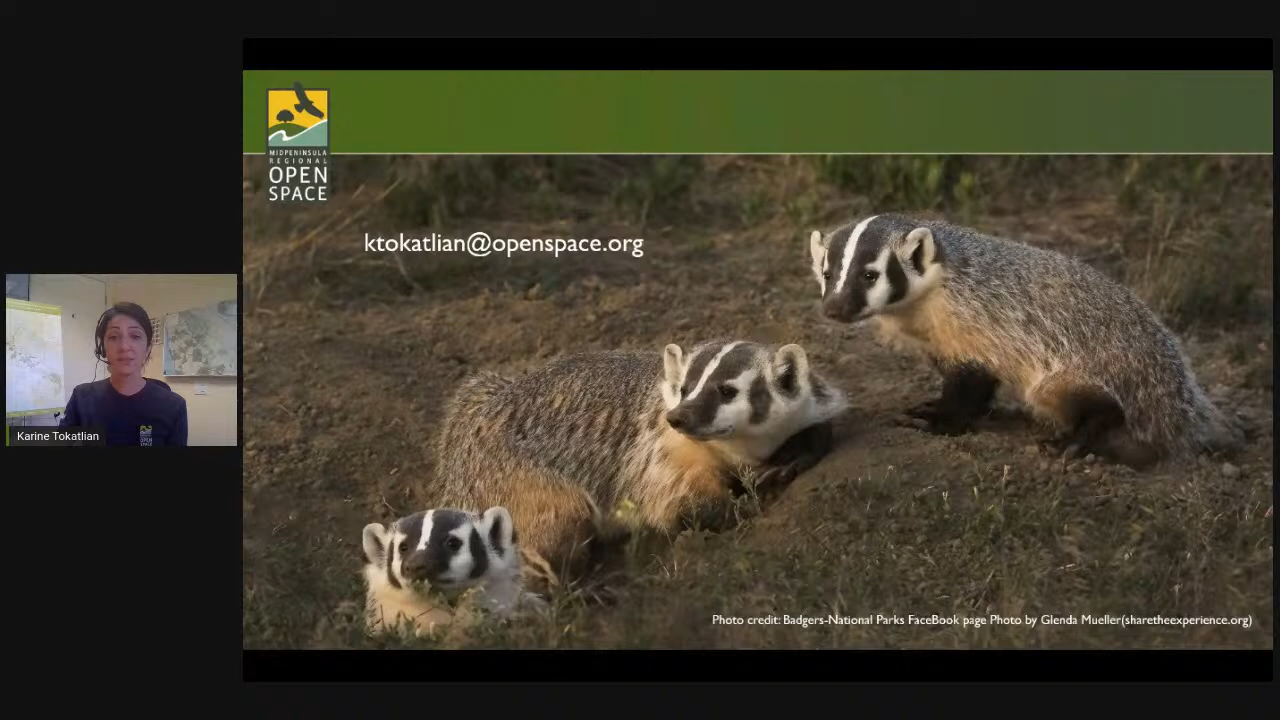 MIDPENINSULA
REGIONAL
OPEN
SPACE
ktokatlian@openspace.org
Karine Tokatlian
Photo credit: Badgers-National Parks FaceBook page Photo by Glenda Mueller(sharetheexperience.org)